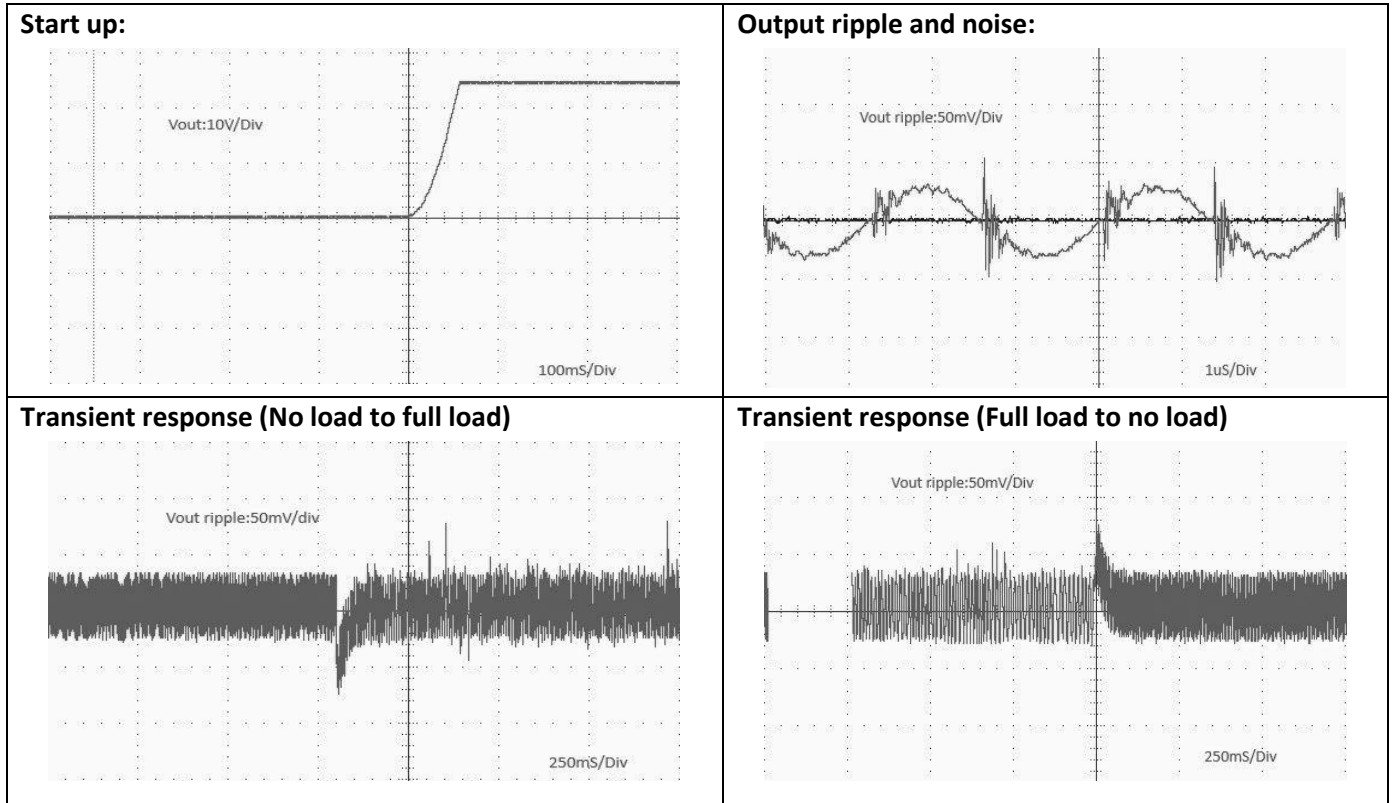 Start up:
Vout:10V/Div
100mS/Div
Output ripple and noise:
Vout ripple:50mV/Div
1uS/Div
Transient response (No load to full load)
Vout ripple:50mV/div
250mS/Div
Transient response (Full load to no load)
Vout ripple:50mV/Div
250mS/Div